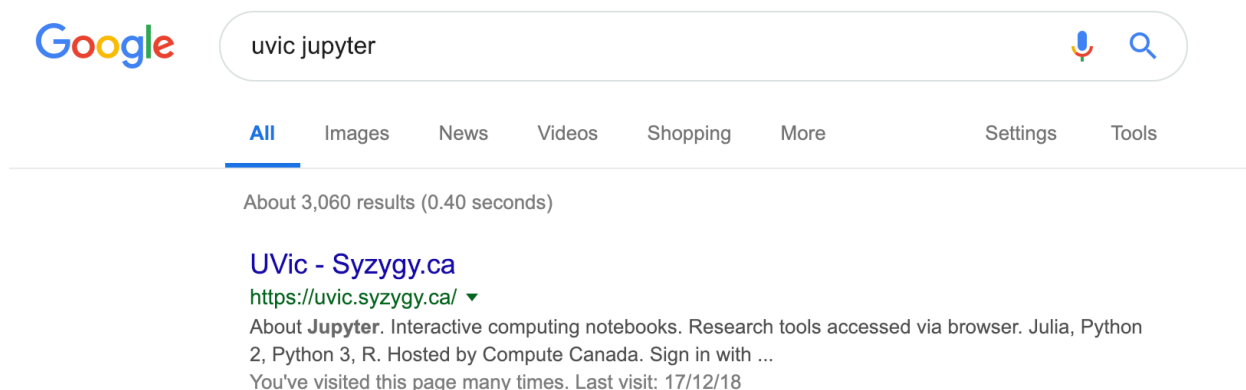 Google
uvic jupyter
All Images News Videos Shopping More Settings Tools
About 3,060 results (0.40 seconds)
UVic - Syzygy.ca
https://uvic.syzygy.ca/
About Jupyter. Interactive computing notebooks. Research tools accessed via browser. Julia, Python
2, Python 3, R. Hosted by Compute Canada. Sign in with ...
You've visited this page many times. Last visit: 17/12/18